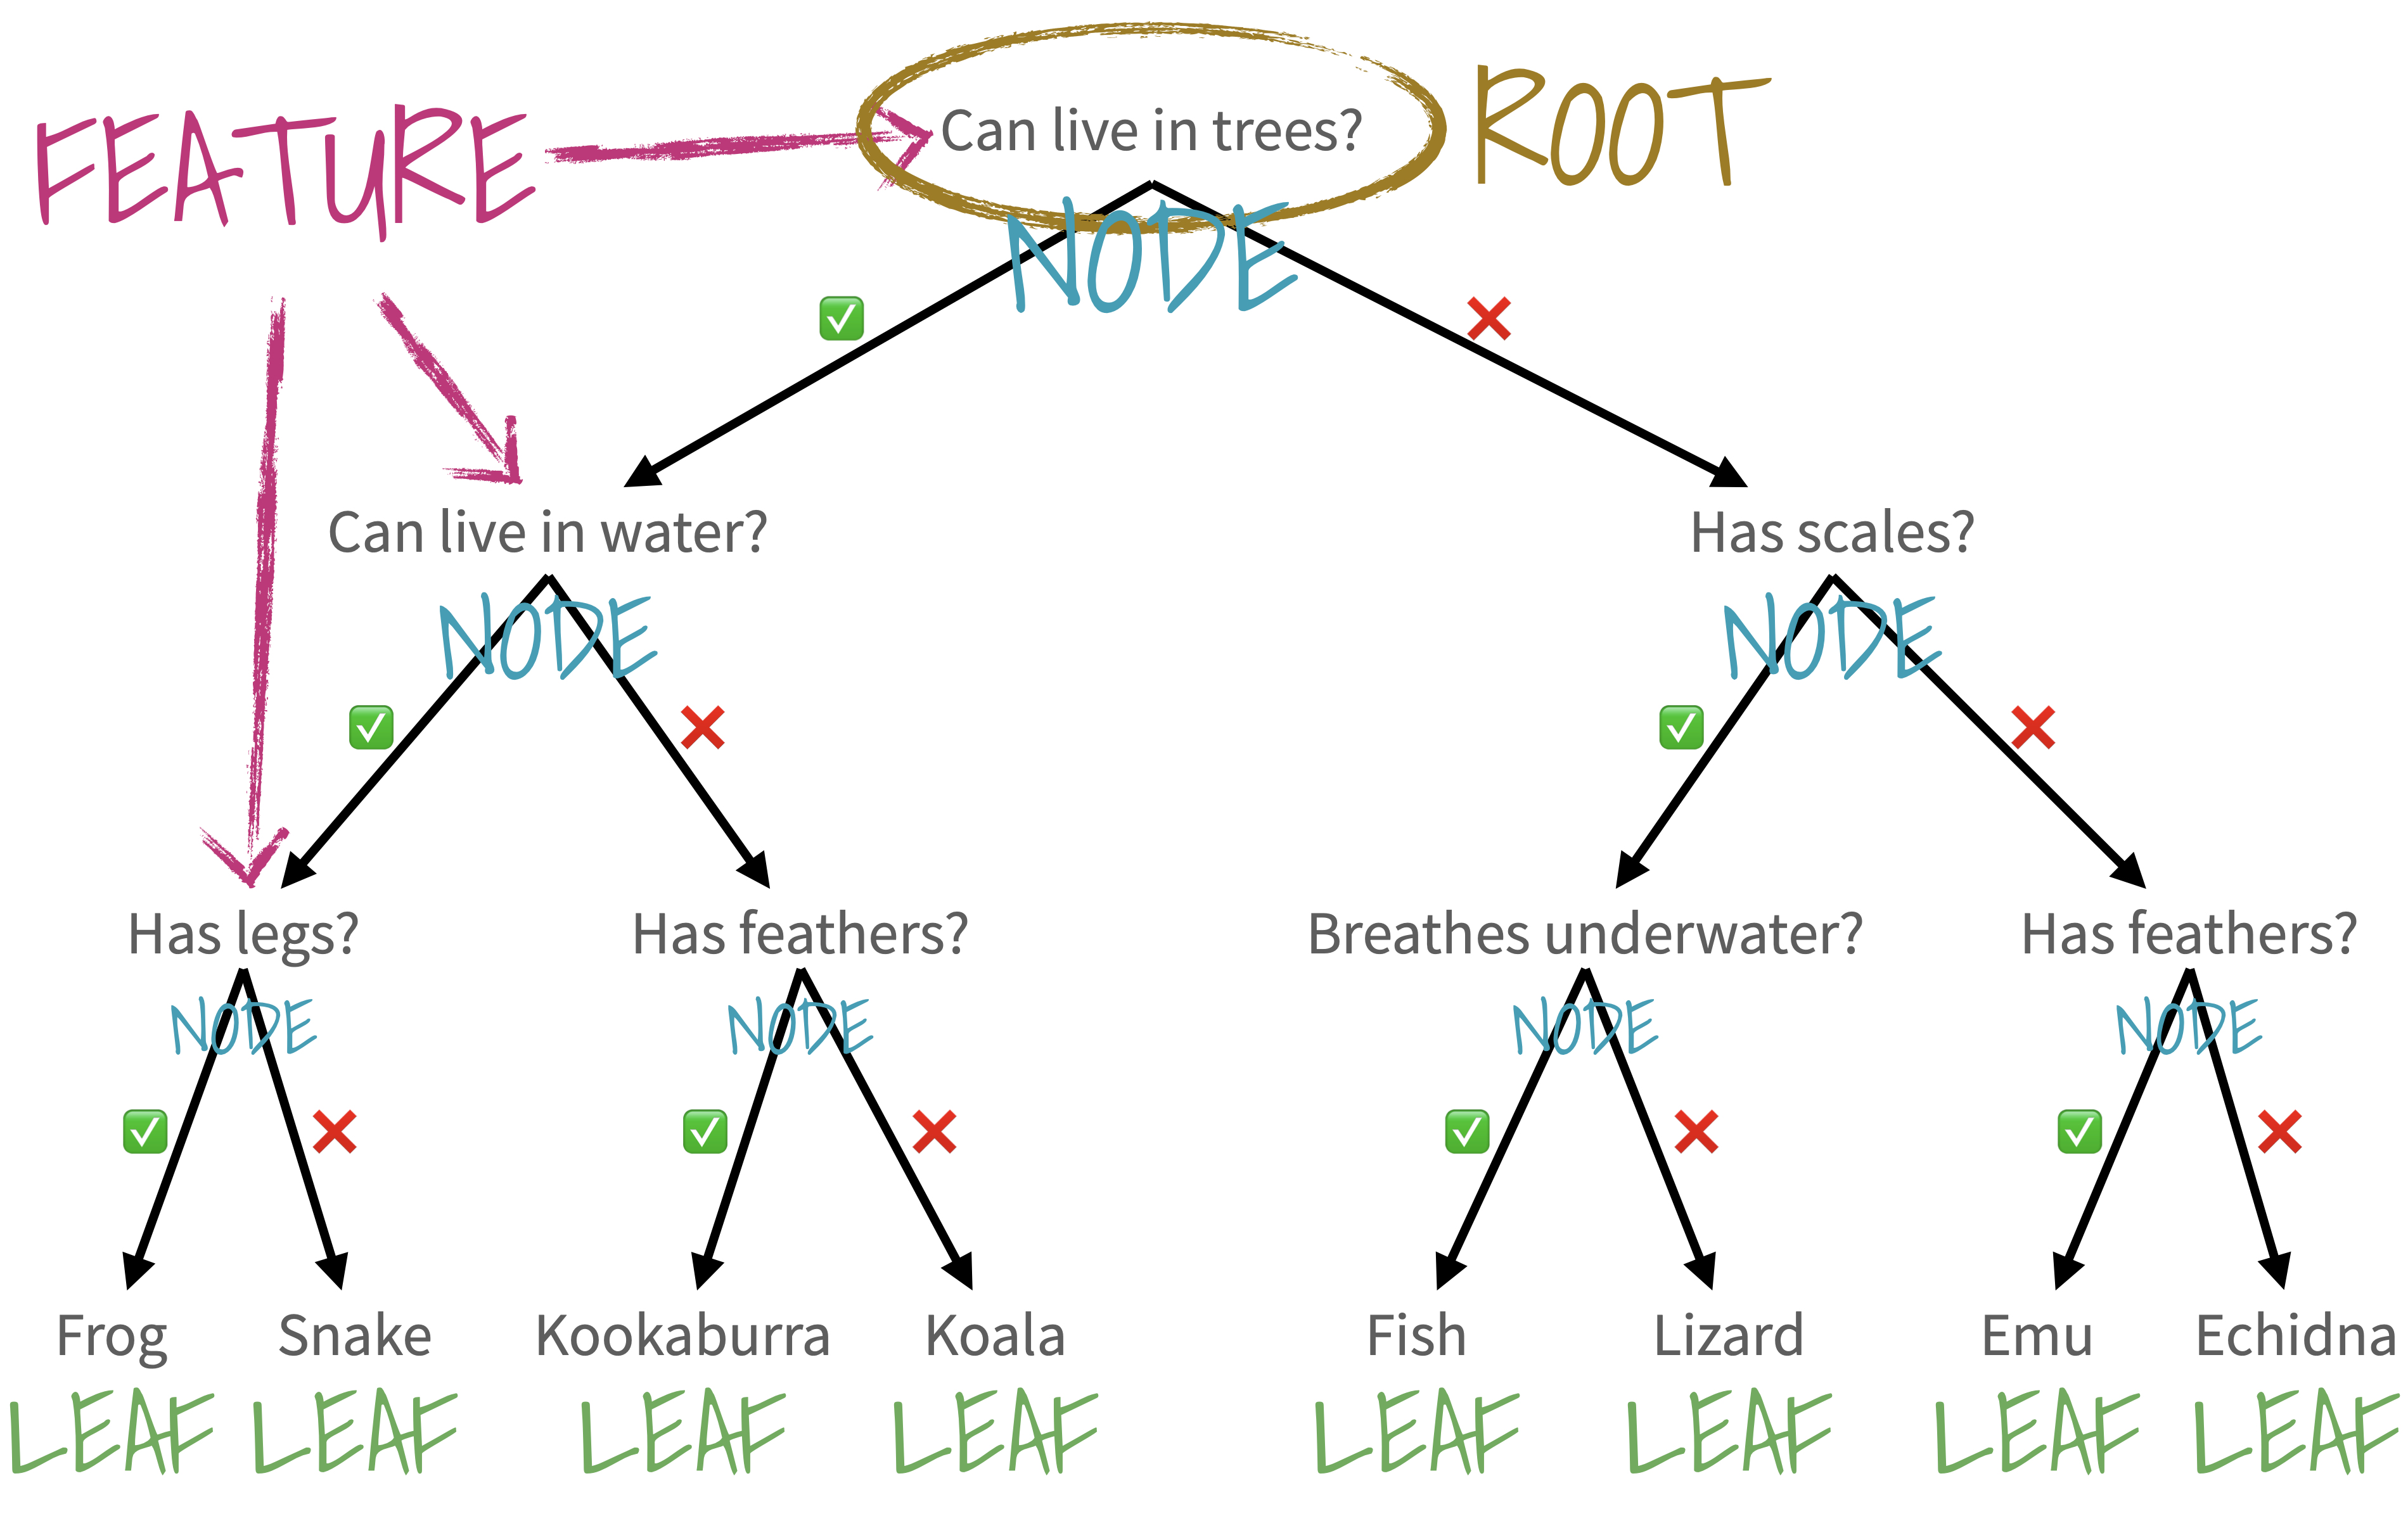 FEATURE
Can live in trees?
ROOT
NODE
Can live in water?
Has scales?
NODE
NODE
Has legs?
Has feathers?
Breathes underwater?
Has feathers?
NODE
NODE
NODE
NODE
Frog
Snake
Kookaburra
Koala
Fish
Lizard
Emu
Echidna
LEAF
LEAF
LEAF
LEAF
LEAF
LEAF
LEAF
LEAF